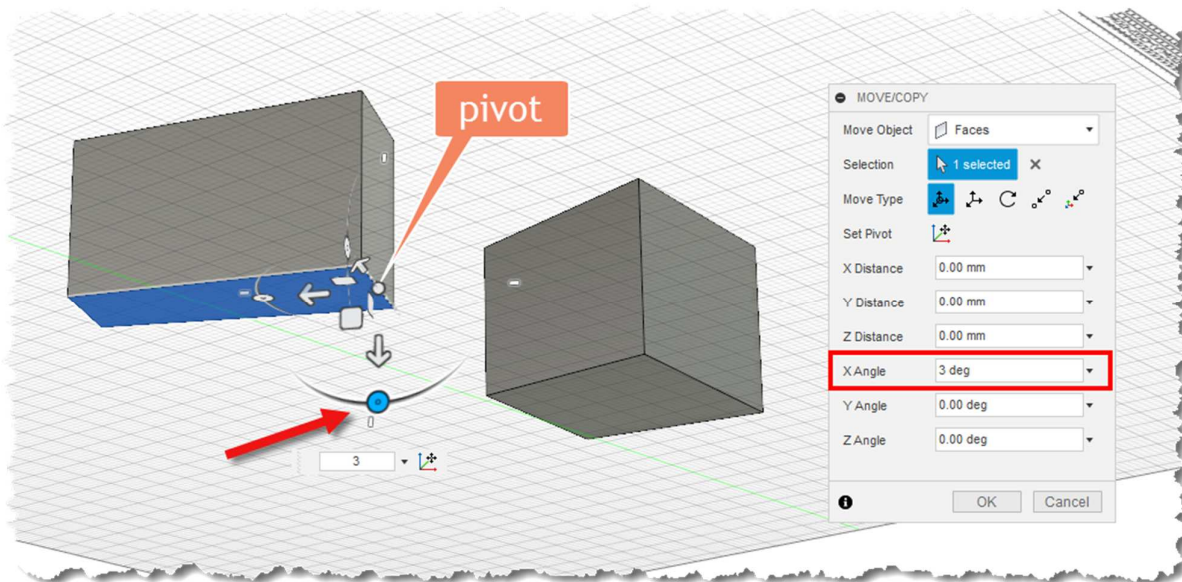 pivot
3
MOVE/COPY
Move Object Faces
Selection 1 selected
Move Type
Set Pivot
X Distance 0.00 mm
Y Distance 0.00 mm
Z Distance 0.00 mm
X Angle 3 deg
Y Angle 0.00 deg
Z Angle 0.00 deg
OK Cancel